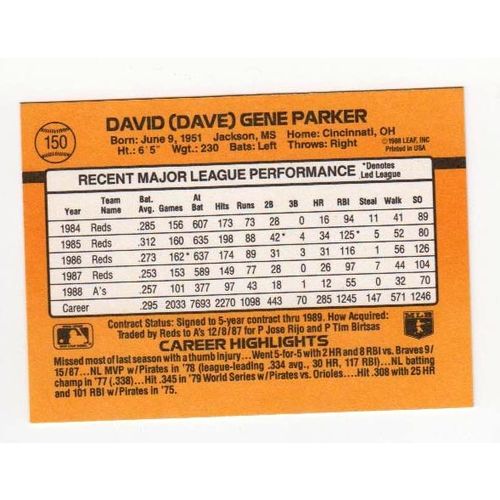 150
DAVID (DAVE) GENE PARKER
Born: June 9, 1951 Jackson, MS Home: Cincinnati, OH
Ht.: 6'5" Wgt.: 230 Bats: Left Throws: Right
©1988 LEAF, INC
Printed in USA
RECENT MAJOR LEAGUE PERFORMANCE
*Denotes
Led League
Year Team Name Bat. Avg. Games At Bat Hits Runs 2B 3B HR RBI Steal Walk SO
1984 Reds .285 156 607 173 73 28 0 16 94 11 41 89
1985 Reds .312 160 635 198 88 42* 4 34 125* 5 52 80
1986 Reds .273 162* 637 174 89 31 3 31 116 1 56 126
1987 Reds .253 153 589 149 77 28 0 26 97 7 44 104
1988 A's .257 101 377 97 43 18 1 12 55 0 32 70
Career .295 2033 7693 2270 1098 443 70 285 1245 147 571 1246
Contract Status: Signed to 5-year contract thru 1989. How Acquired:
Traded by Reds to A's 12/8/87 for P Jose Rijo and P Tim Birtsas
MLB
CAREER HIGHLIGHTS
Missed most of last season with a thumb injury...Went 5-for-5 with 2 HR and 8 RBI vs. Braves 9/
15/87...NL MVP w/Pirates in '78 (league-leading .334 avg., 30 HR, 117 RBI)...NL batting
champ in '77 (.338)...Hit .345 in '79 World Series w/Pirates vs. Orioles....Hit .308 with 25 HR
and 101 RBI w/Pirates in '75.